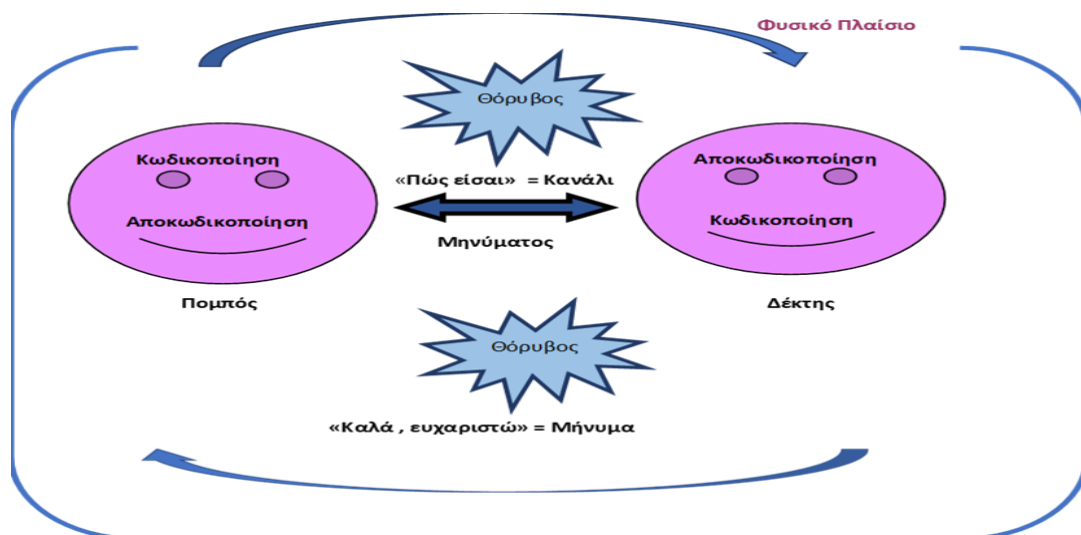 Φυσικό Πλαίσιο
Θόρυβος
Κωδικοποίηση
Αποκωδικοποίηση
«Πώς είσαι» = Κανάλι
Μηνύματος
Αποκωδικοποίηση
Κωδικοποίηση
Πομπός
Δέκτης
Θόρυβος
«Καλά , ευχαριστώ» = Μήνυμα